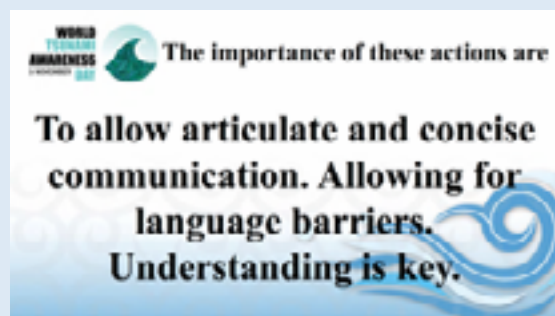 WORLD
TSUNAMI
AWARENESS
DAY
The importance of these actions are
To allow articulate and concise
communication. Allowing for
language barriers.
Understanding is key.